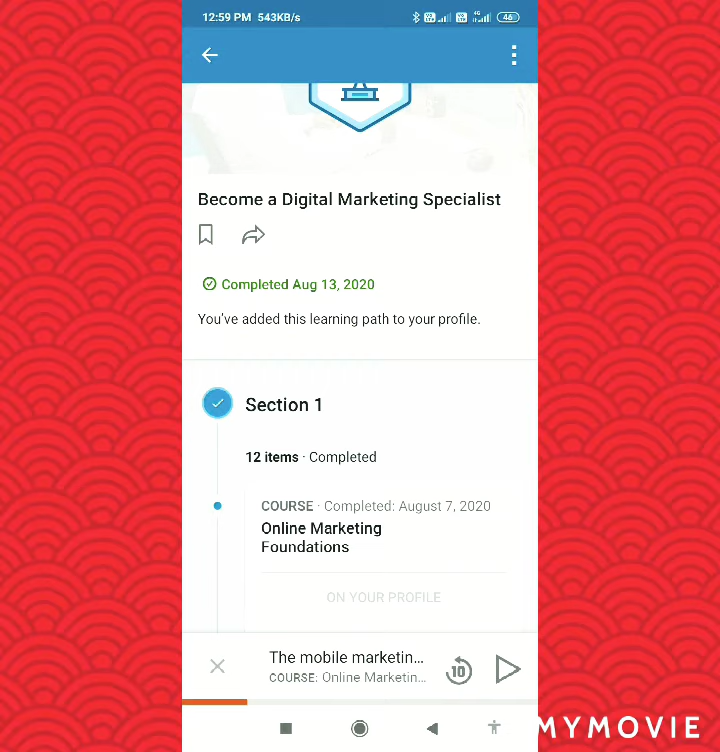 12:59 PM 543KB/s 4G 46
Become a Digital Marketing Specialist
Completed Aug 13, 2020
You've added this learning path to your profile.
Section 1
12 items · Completed
COURSE · Completed: August 7, 2020
Online Marketing
Foundations
ON YOUR PROFILE
The mobile marketin...
COURSE: Online Marketin...
10
MYMOVIE